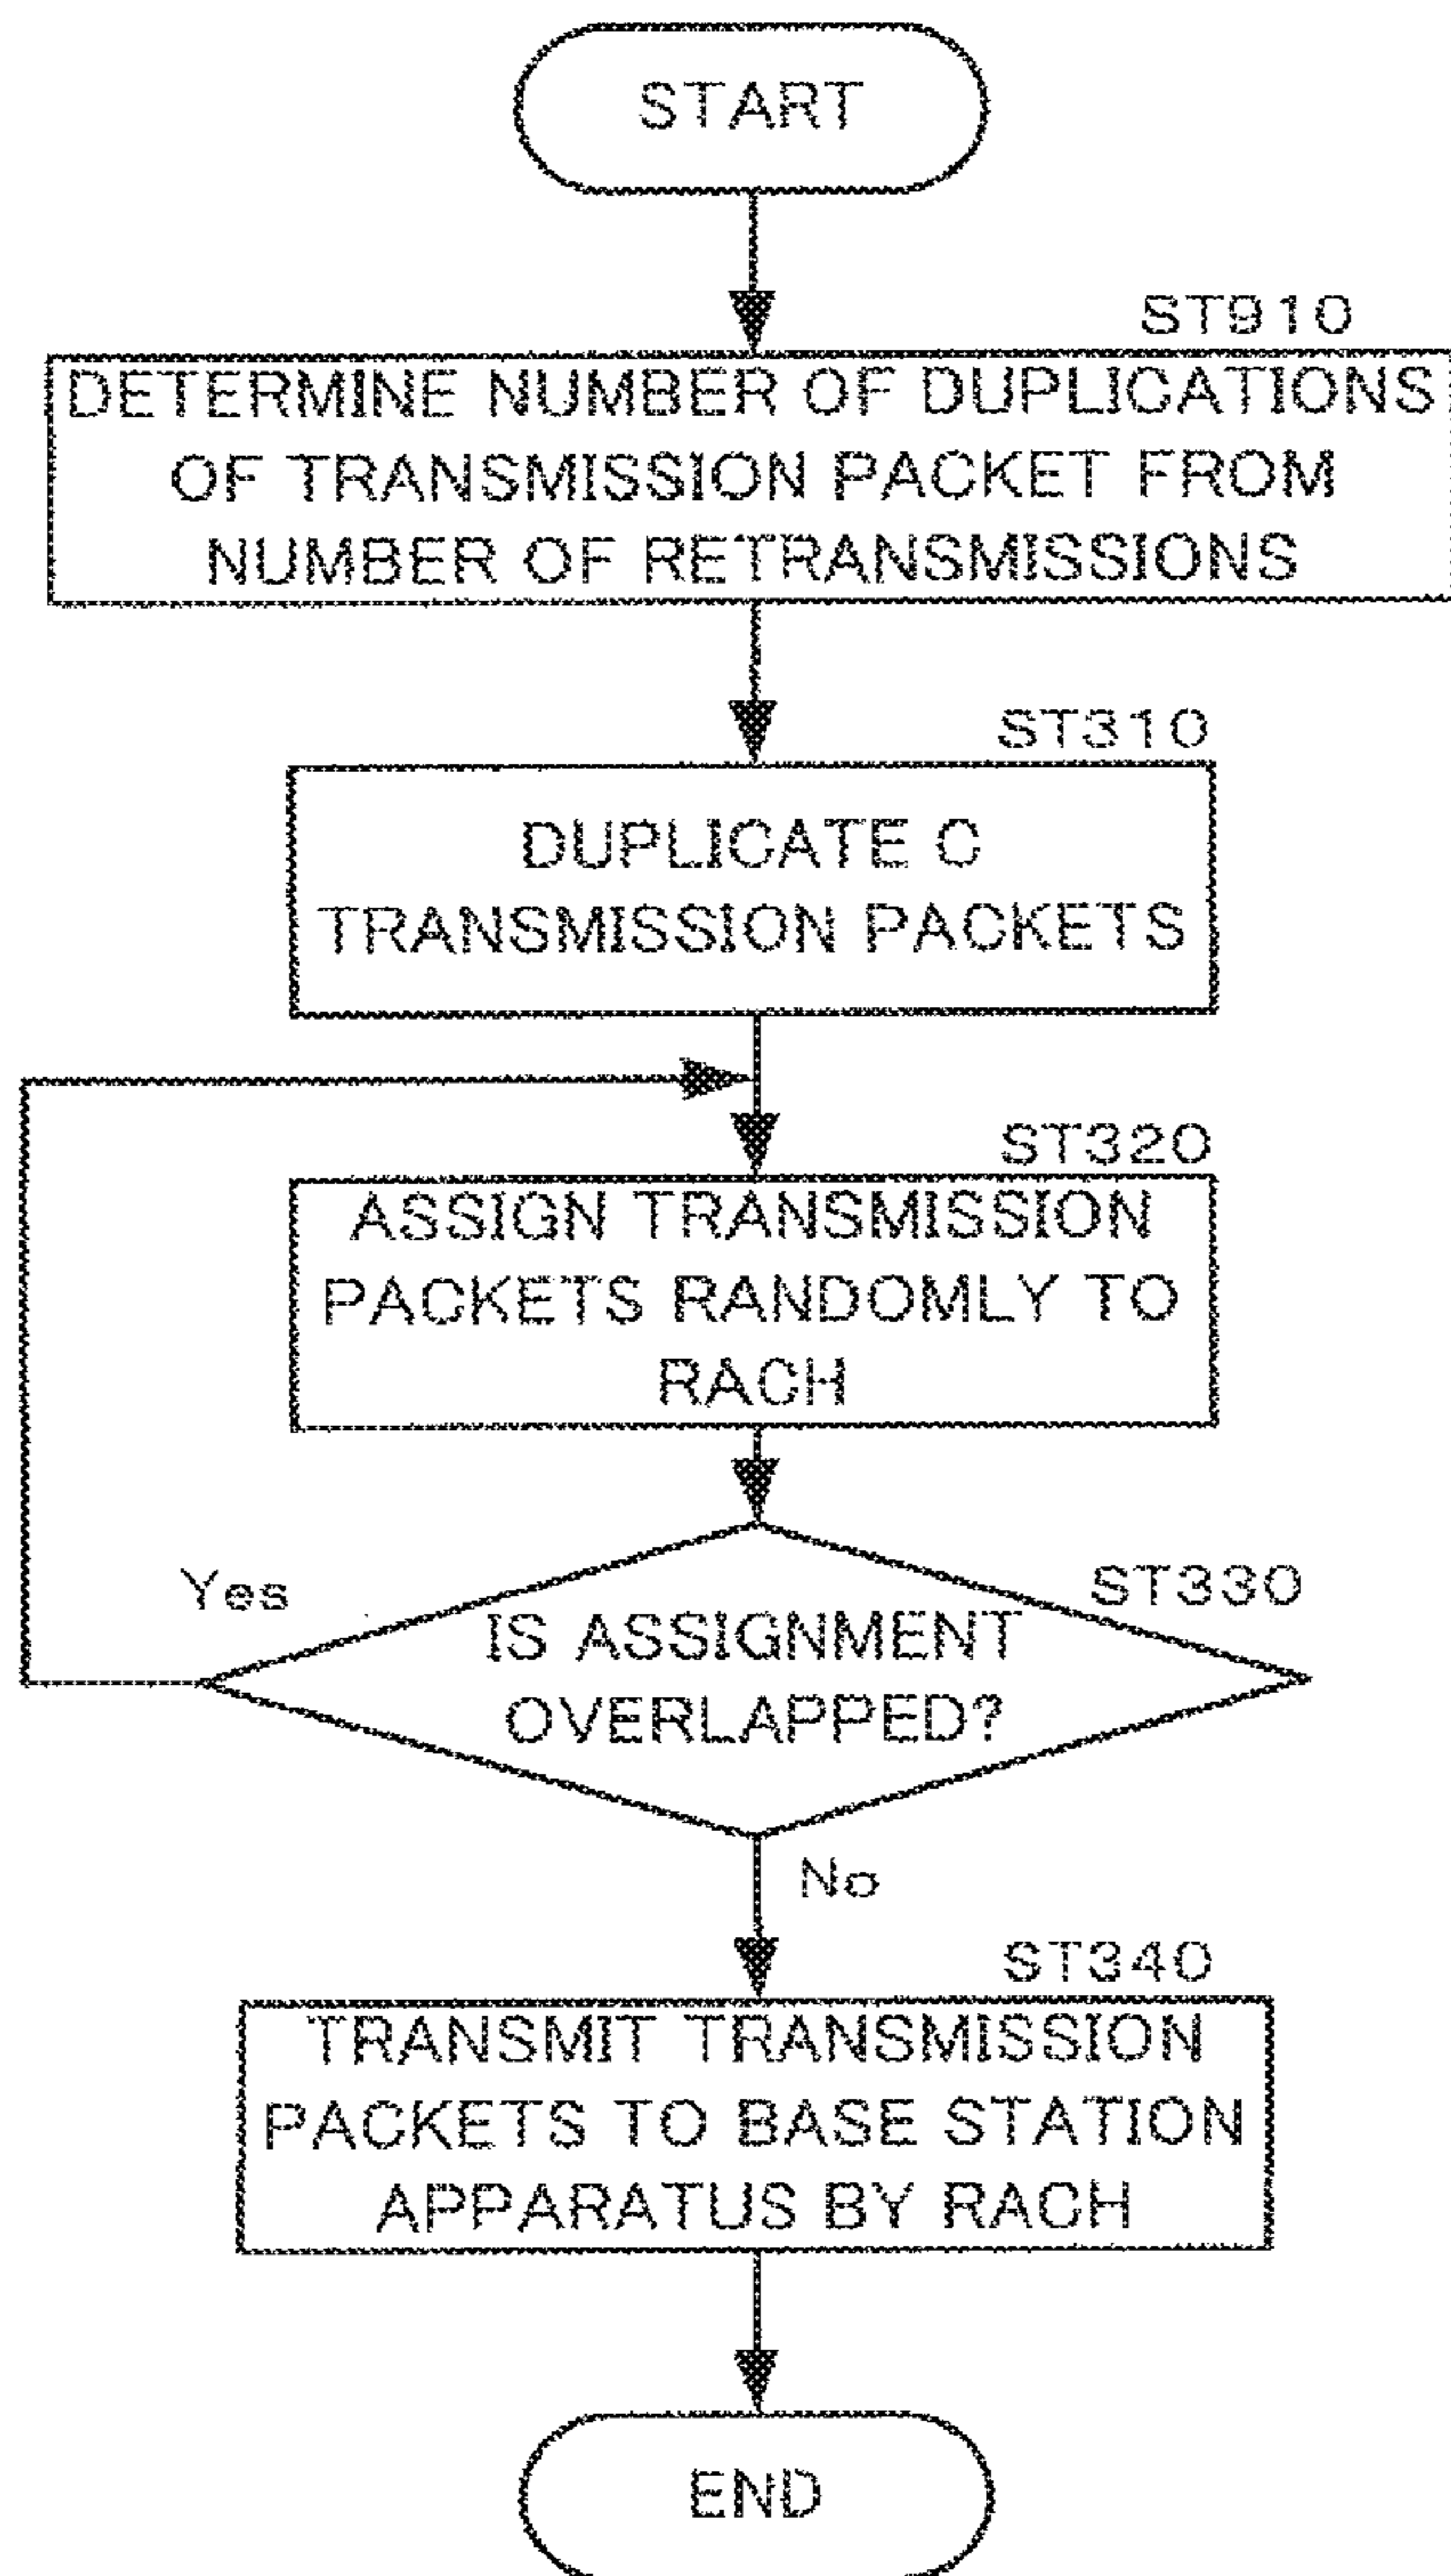 START
ST910
DETERMINE NUMBER OF DUPLICATIONS
OF TRANSMISSION PACKET FROM
NUMBER OF RETRANSMISSIONS
ST310
DUPLICATE C
TRANSMISSION PACKETS
ST320
ASSIGN TRANSMISSION
PACKETS RANDOMLY TO
RACH
Yes
ST330
IS ASSIGNMENT
OVERLAPPED?
No
ST340
TRANSMIT TRANSMISSION
PACKETS TO BASE STATION
APPARATUS BY RACH
END